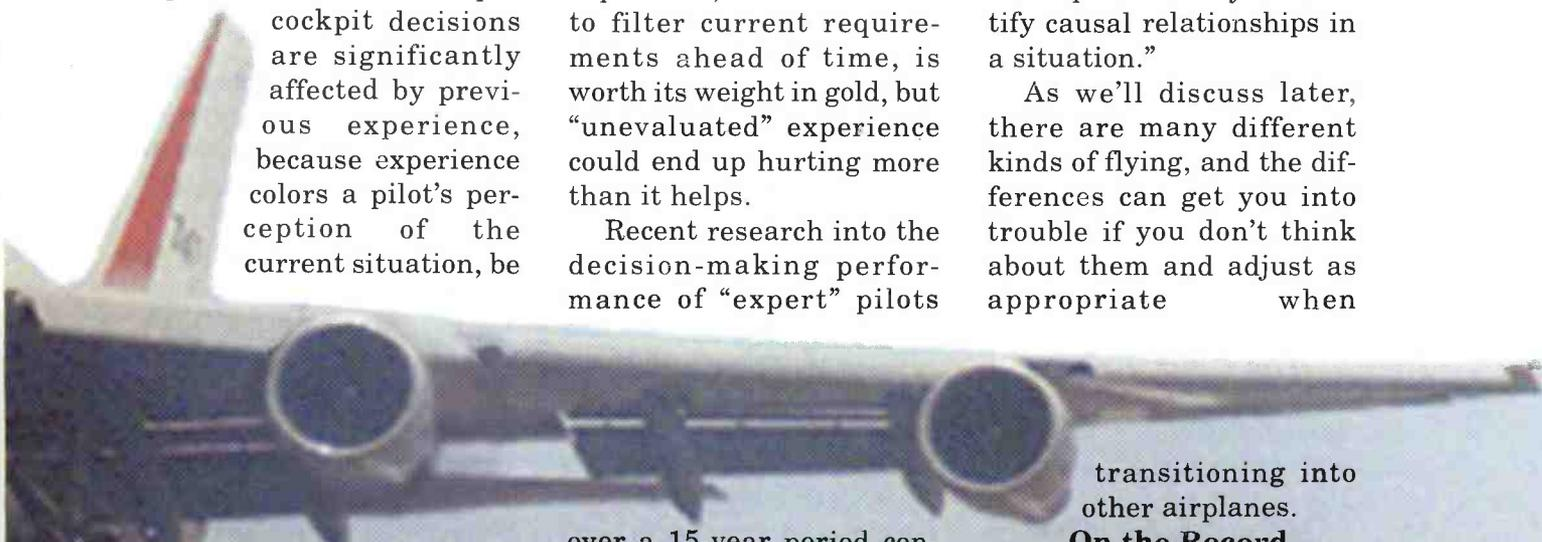 cockpit decisions
are significantly
affected by previ-
ous experience,
because experience
colors a pilot's per-
ception of the
current situation, be
to filter current require-
ments ahead of time, is
worth its weight in gold, but
“unevaluated” experience
could end up hurting more
than it helps.
Recent research into the
decision-making perfor-
mance of “expert” pilots
over a 15 year period con
tify causal relationships in
a situation.”
As we'll discuss later,
there are many different
kinds of flying, and the dif-
ferences can get you into
trouble if you don't think
about them and adjust as
appropriate when
transitioning into
other airplanes.
On the Record